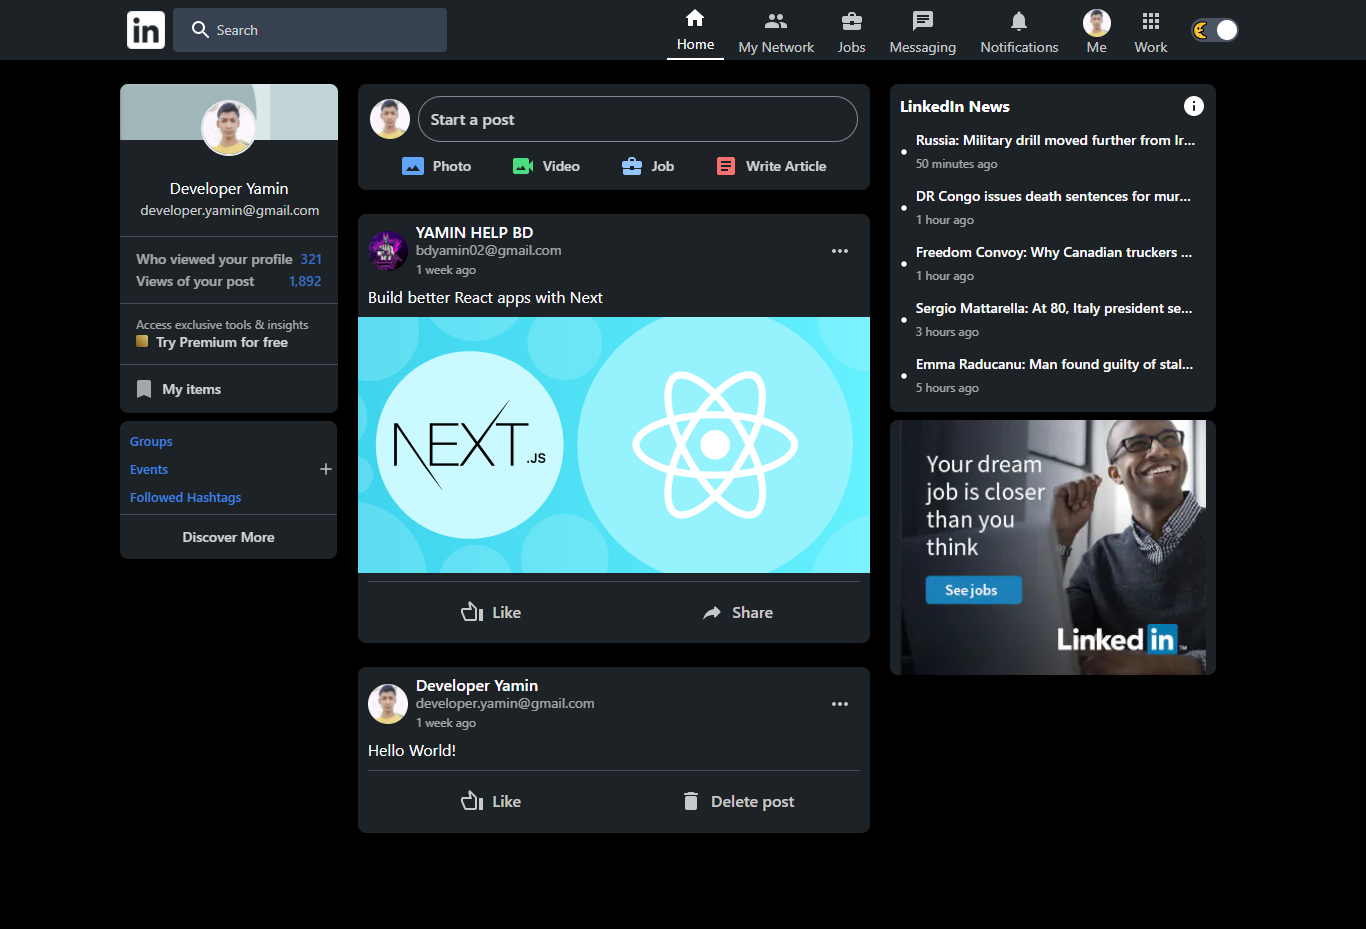 in
Search
Home
My Network
Jobs
Messaging
Notifications
Me
Work
Developer Yamin
developer.yamin@gmail.com
Who viewed your profile 321
Views of your post 1,892
Access exclusive tools & insights
Try Premium for free
My items
Groups
Events
Followed Hashtags
Discover More
Start a post
Photo
Video
Job
Write Article
YAMIN HELP BD
bdyamin02@gmail.com
1 week ago
Build better React apps with Next
NEXT.JS
Like
Share
Developer Yamin
developer.yamin@gmail.com
1 week ago
Hello World!
Like
Delete post
LinkedIn News
Russia: Military drill moved further from Ir...
50 minutes ago
DR Congo issues death sentences for mur...
1 hour ago
Freedom Convoy: Why Canadian truckers ...
1 hour ago
Sergio Mattarella: At 80, Italy president se...
3 hours ago
Emma Raducanu: Man found guilty of stal...
5 hours ago
Your dream
job is closer
than you
think
See jobs
Linked in ™